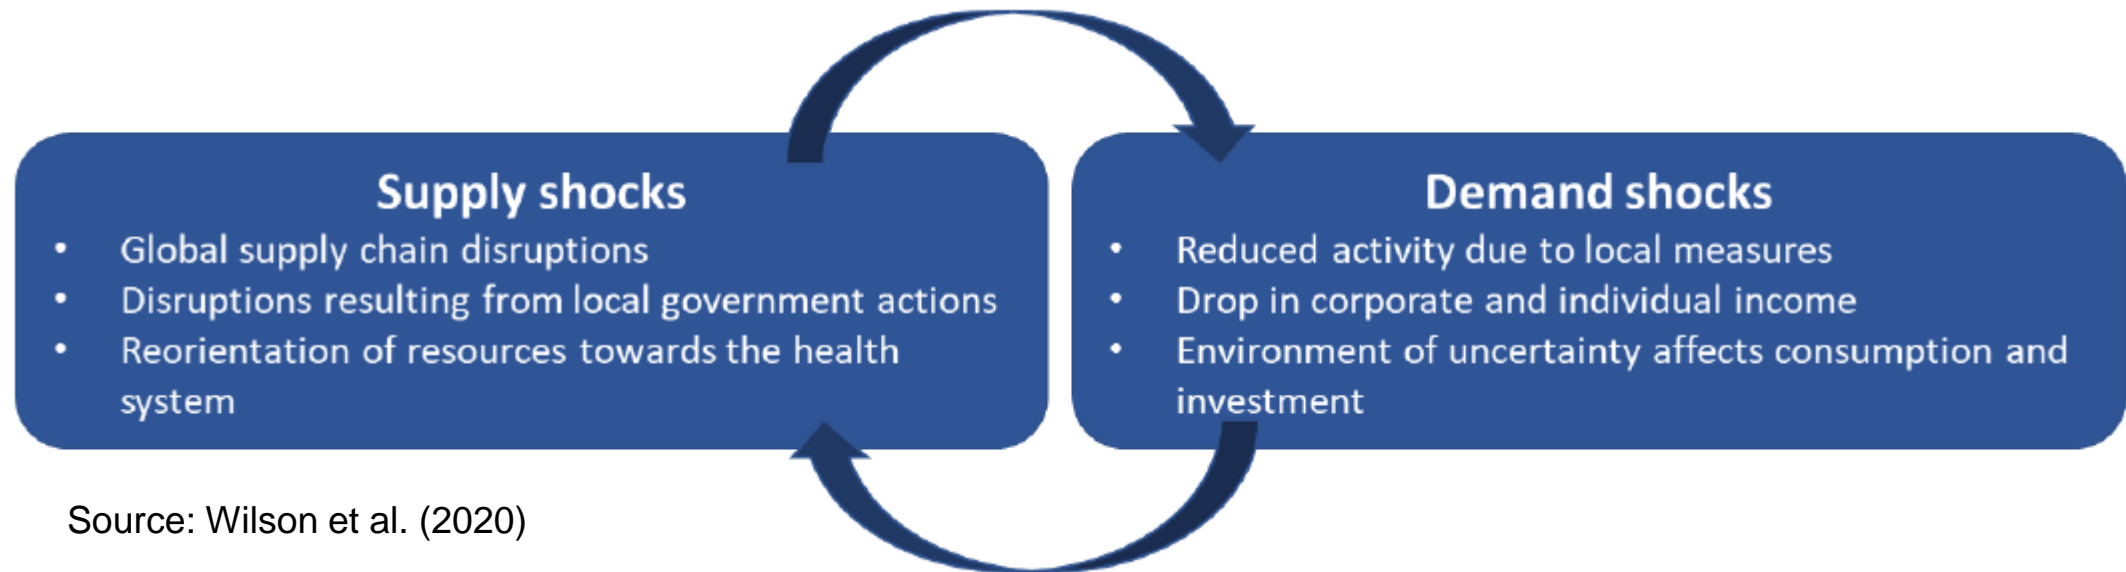 Supply shocks
• Global supply chain disruptions
• Disruptions resulting from local government actions
• Reorientation of resources towards the health
system
Demand shocks
• Reduced activity due to local measures
• Drop in corporate and individual income
• Environment of uncertainty affects consumption and
investment
Source: Wilson et al. (2020)